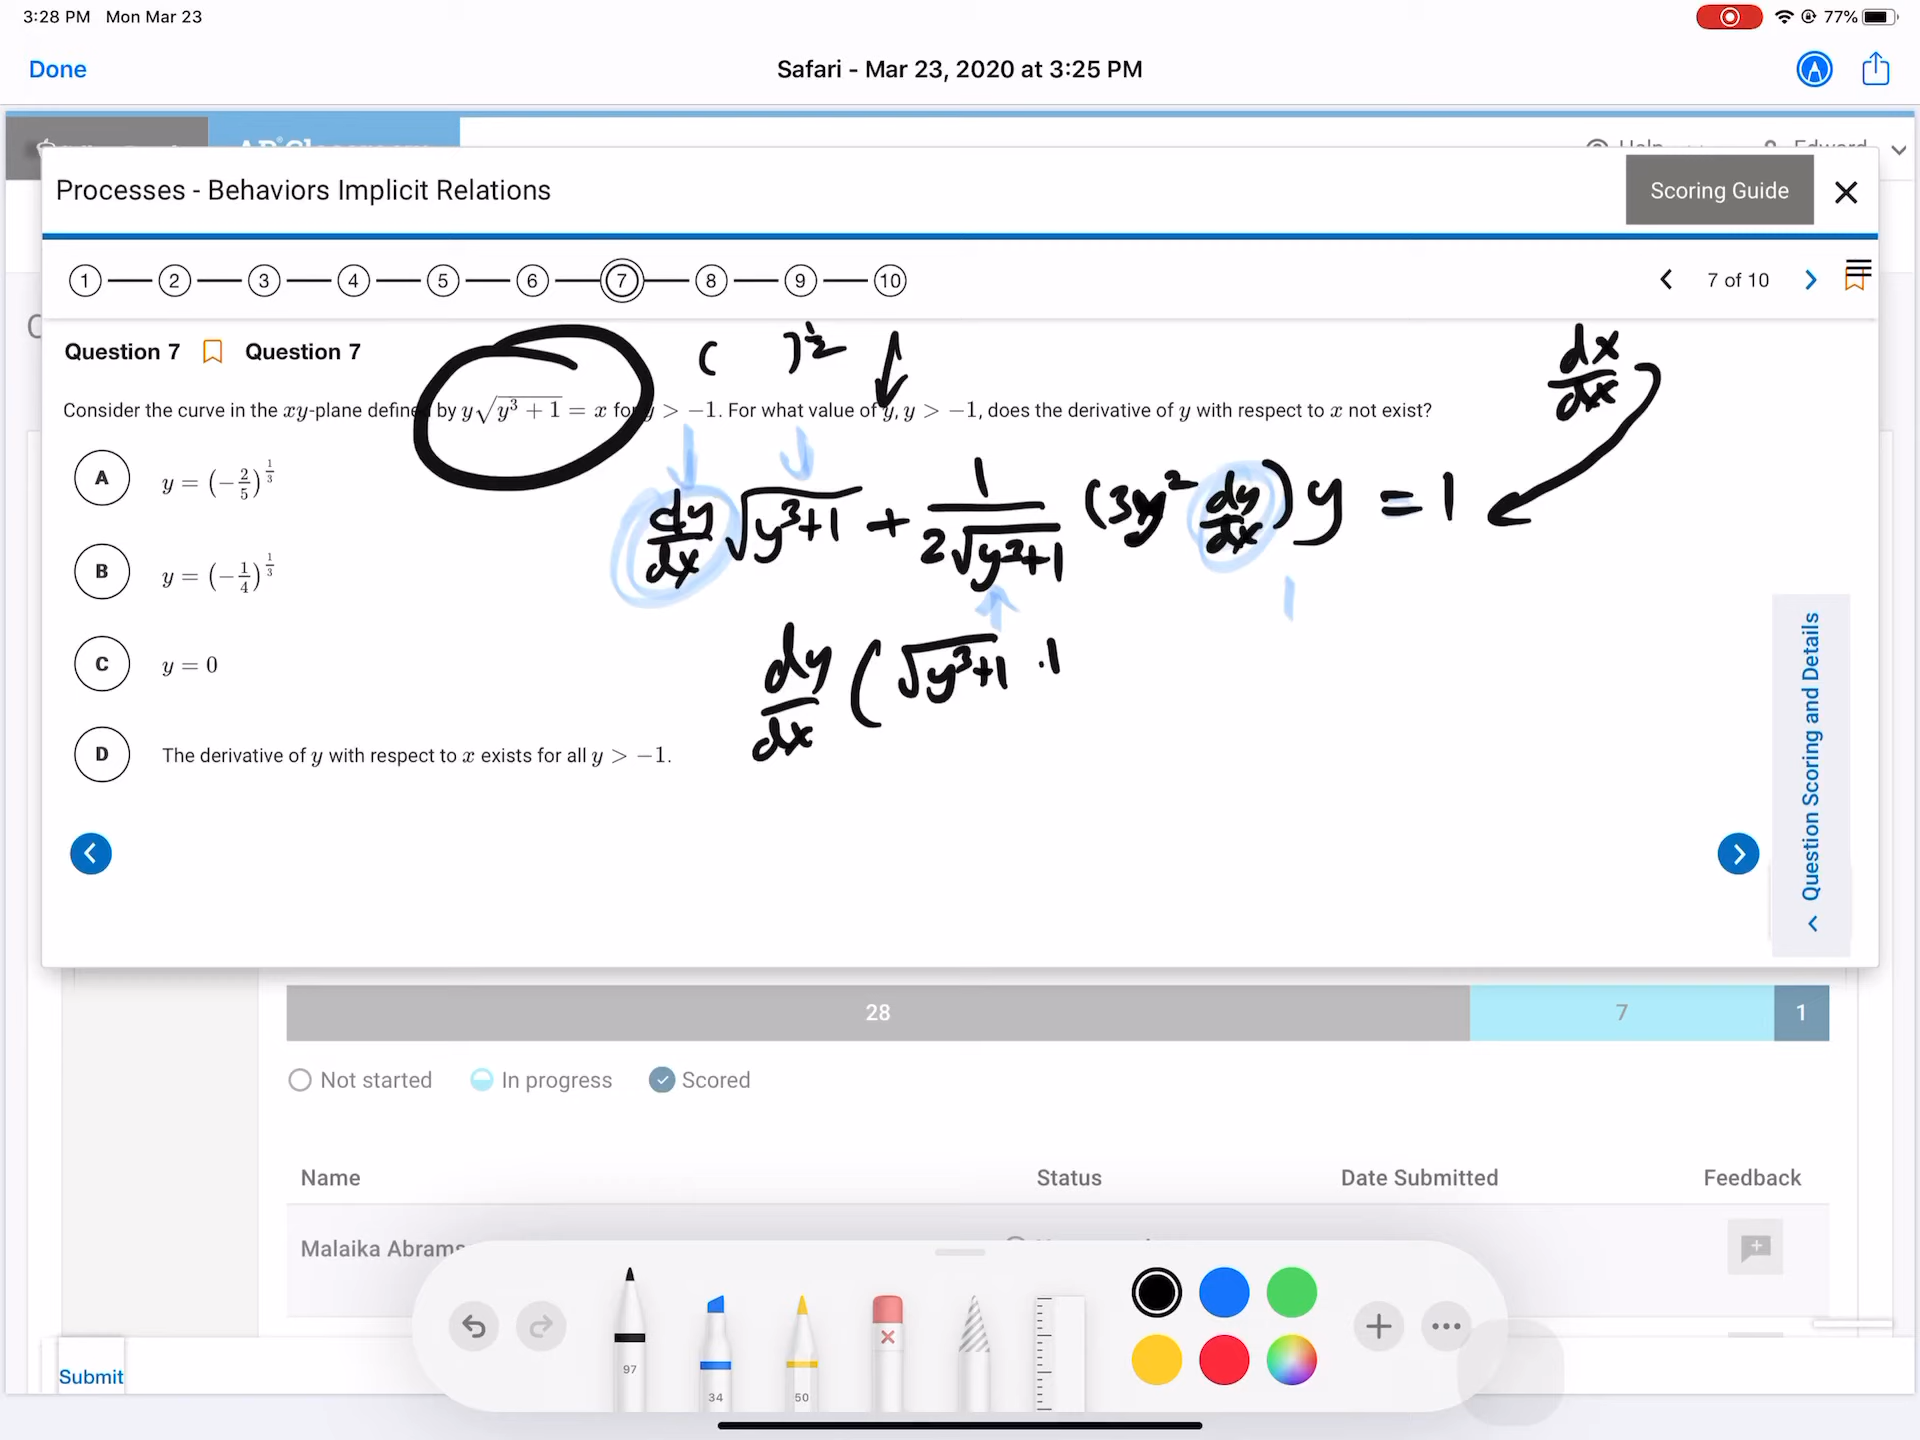 3:28 PM Mon Mar 23
77%
Done
Safari - Mar 23, 2020 at 3:25 PM
Processes - Behaviors Implicit Relations
Scoring Guide
1 2 3 4 5 6 7 8 9 10
7 of 10
Question 7 Question 7
( )^{1/2}
dx/dx
Consider the curve in the xy-plane defined by y√(y³ + 1) = x for y > −1. For what value of y, y > −1, does the derivative of y with respect to x not exist?
A y = (−2/5)^{1/3}
dy/dx √(y³+1) + 1/(2√(y³+1)) (3y² dy/dx) y = 1
B y = (−1/4)^{1/3}
C y = 0
dy/dx ( √(y³+1) · 1
D The derivative of y with respect to x exists for all y > −1.
Question Scoring and Details
28 7 1
Not started In progress Scored
Name Status Date Submitted Feedback
Malaika Abrams
Submit
97 34 50